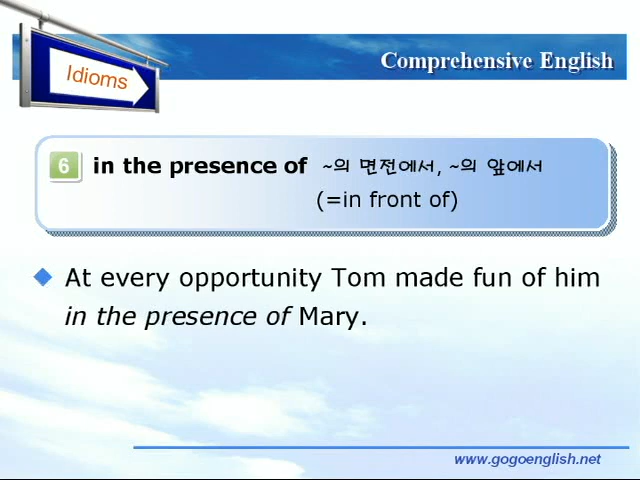 Idioms
Comprehensive English
6 in the presence of ~의 면전에서, ~의 앞에서
(=in front of)
At every opportunity Tom made fun of him
in the presence of Mary.
www.gogoenglish.net